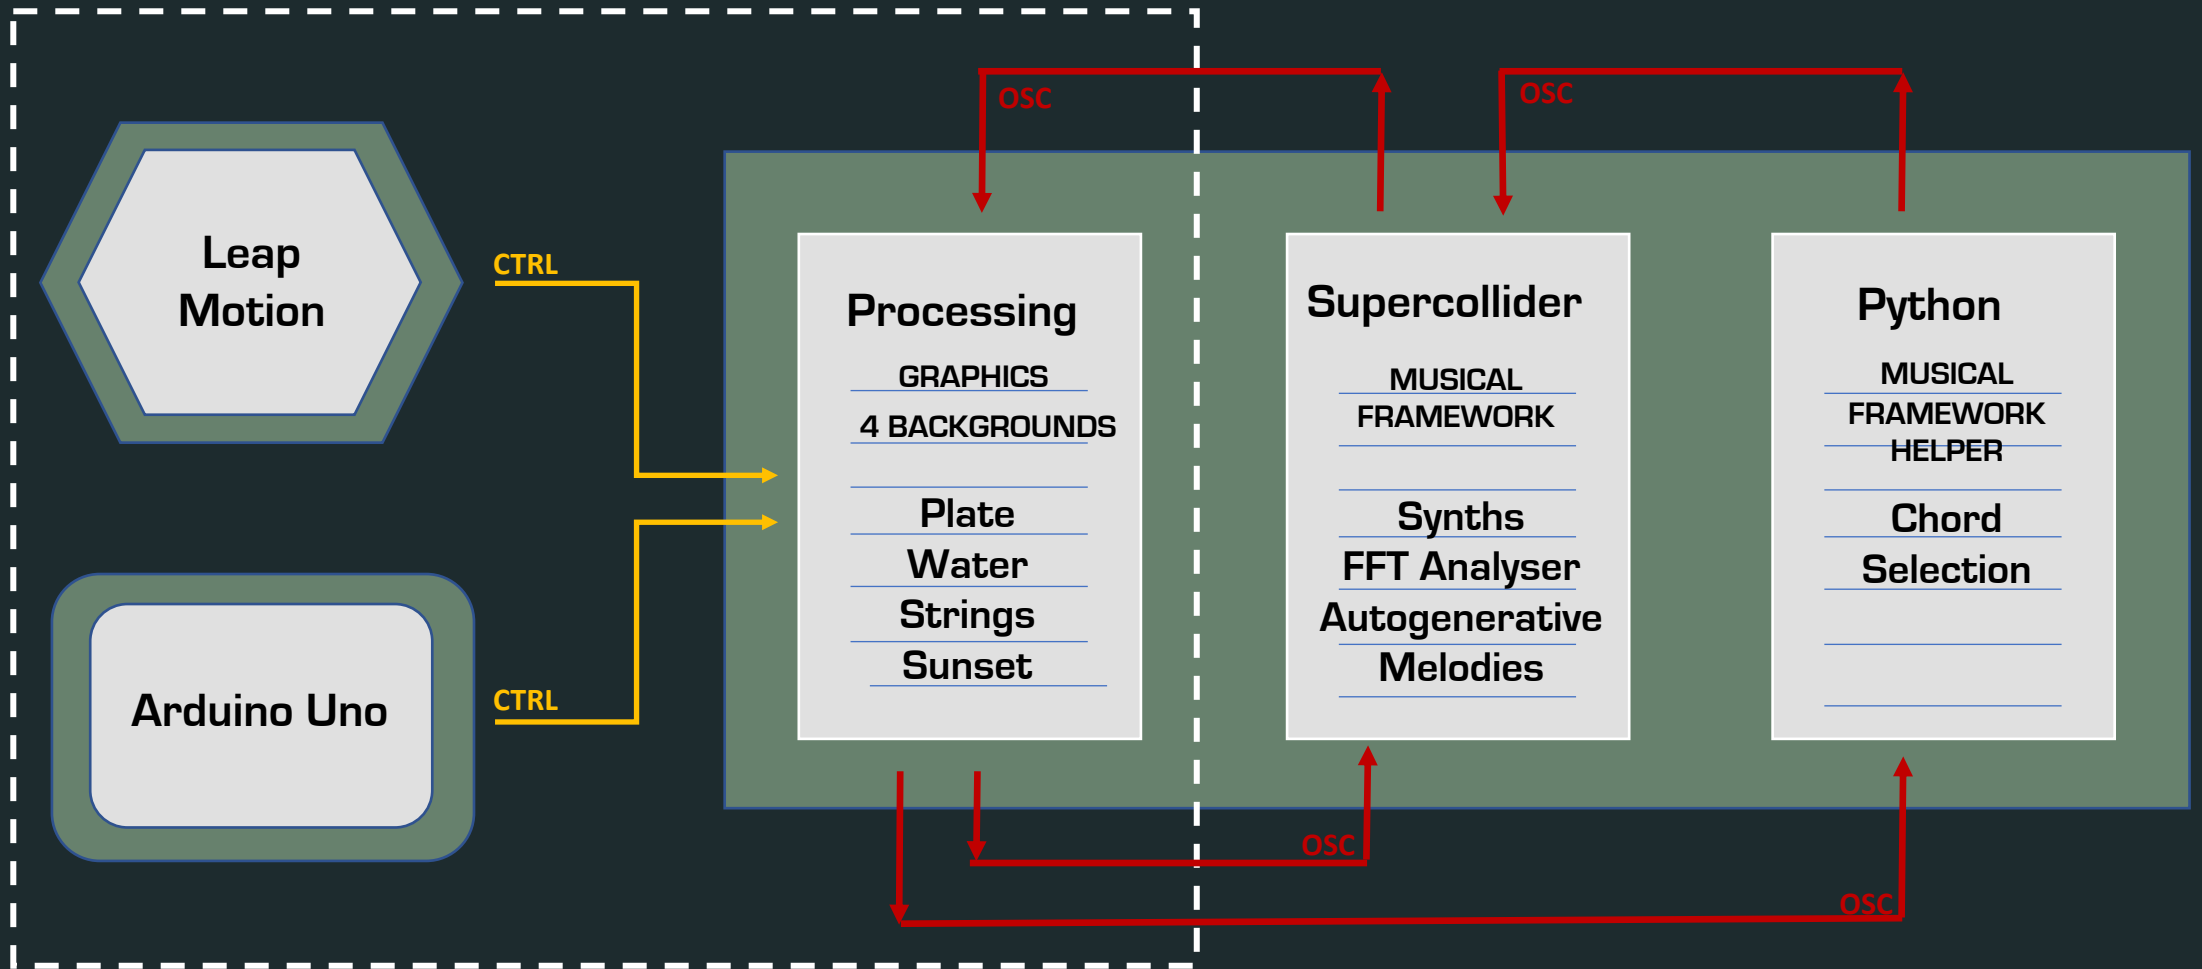 OSC
OSC
Leap
Motion
CTRL
Arduino Uno
CTRL
Processing
GRAPHICS
4 BACKGROUNDS
Plate
Water
Strings
Sunset
Supercollider
MUSICAL
FRAMEWORK
Synths
FFT Analyser
Autogenerative
Melodies
Python
MUSICAL
FRAMEWORK
HELPER
Chord
Selection
OSC
OSC